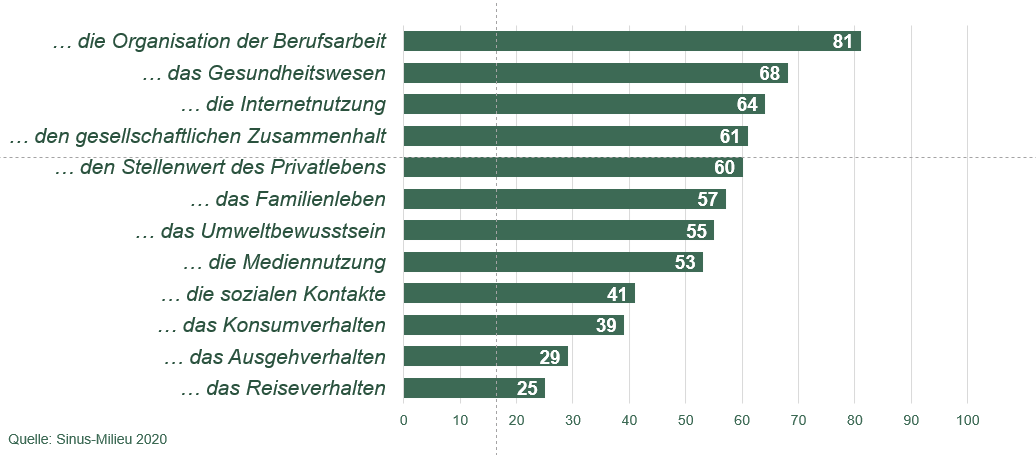 … die Organisation der Berufsarbeit 81
… das Gesundheitswesen 68
… die Internetnutzung 64
… den gesellschaftlichen Zusammenhalt 61
… den Stellenwert des Privatlebens 60
… das Familienleben 57
… das Umweltbewusstsein 55
… die Mediennutzung 53
… die sozialen Kontakte 41
… das Konsumverhalten 39
… das Ausgehverhalten 29
… das Reiseverhalten 25
0 10 20 30 40 50 60 70 80 90 100
Quelle: Sinus-Milieu 2020